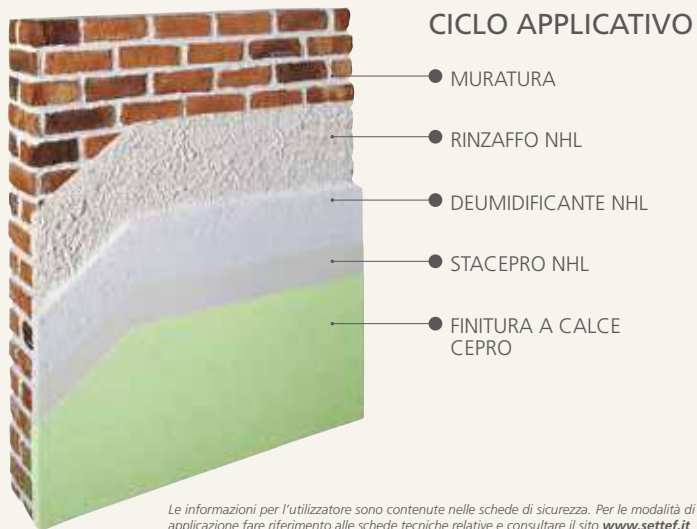 CICLO APPLICATIVO
MURATURA
RINZAFFO NHL
DEUMIDIFICANTE NHL
STACEPRO NHL
FINITURA A CALCE
CEPRO
Le informazioni per l'utilizzatore sono contenute nelle schede di sicurezza. Per le modalità di
applicazione fare riferimento alle schede tecniche relative e consultare il sito www.settef.it